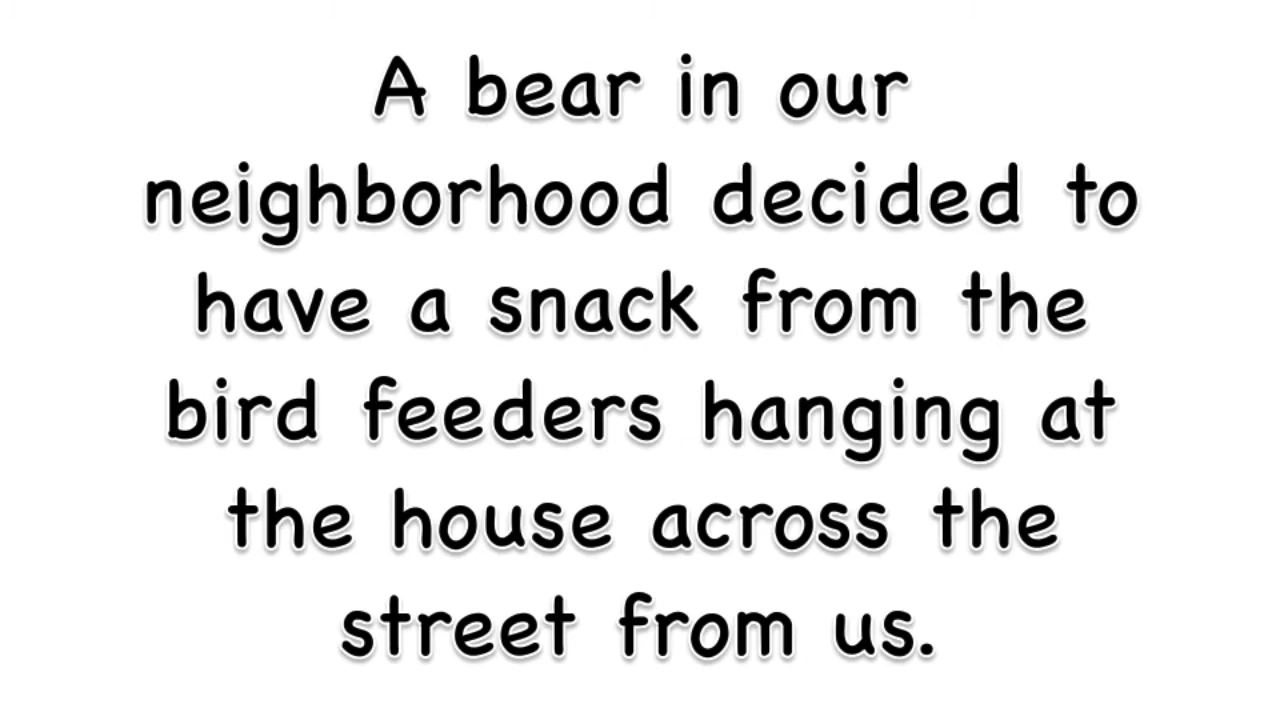 A bear in our
neighborhood decided to
have a snack from the
bird feeders hanging at
the house across the
street from us.